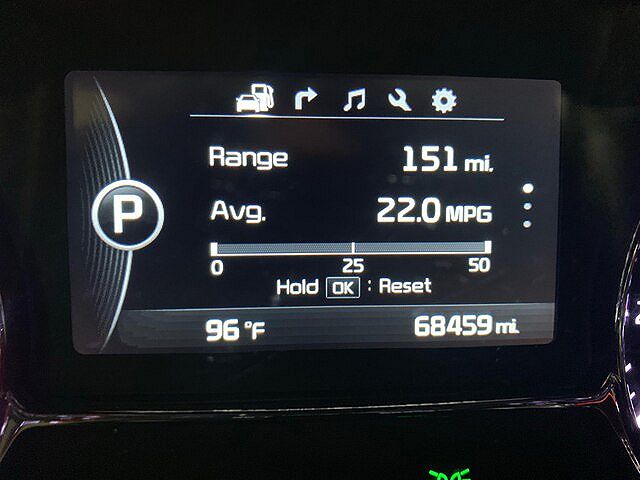 Range 151 mi.
P
Avg. 22.0 MPG
0 25 50
Hold OK : Reset
96 °F 68459 mi.